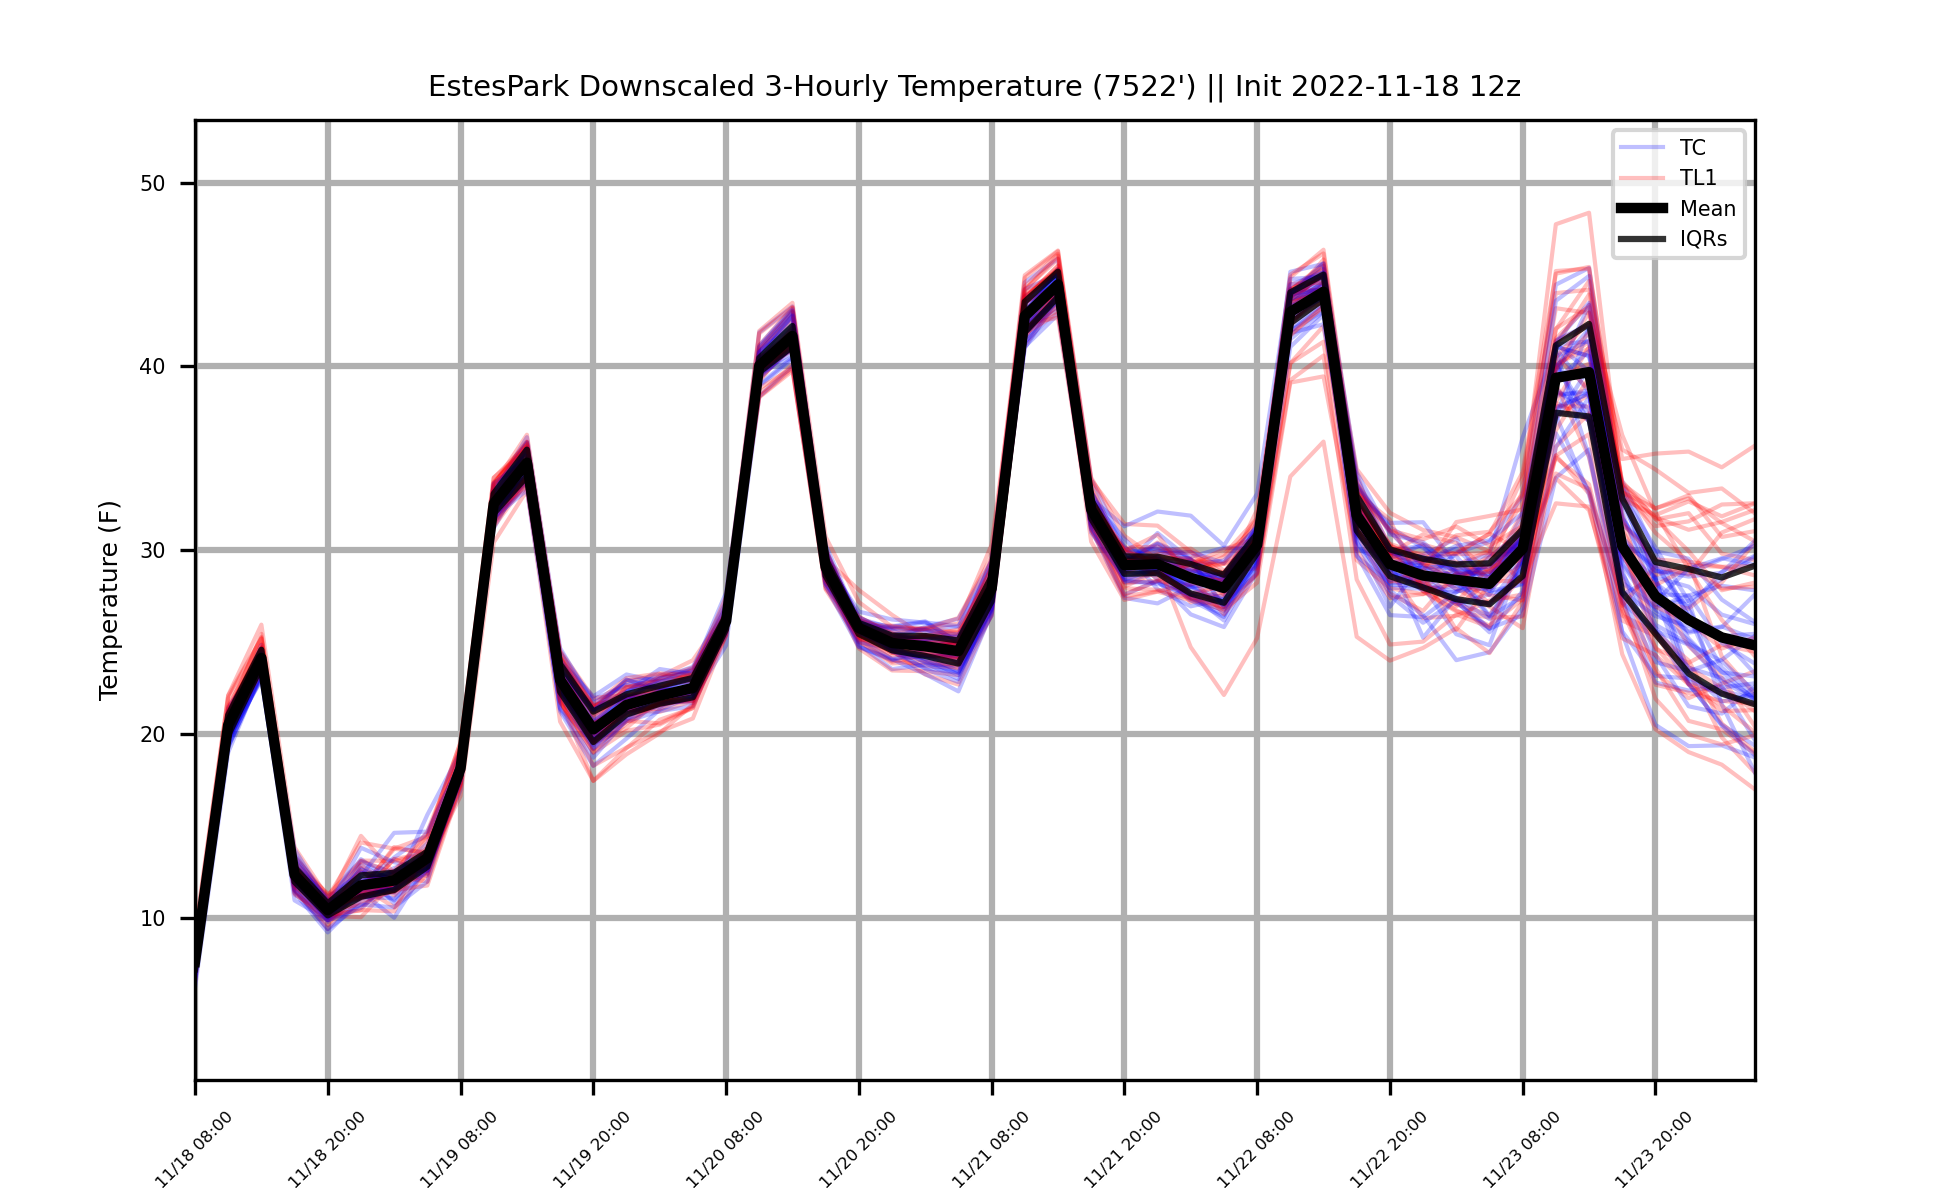 EstesPark Downscaled 3-Hourly Temperature (7522') || Init 2022-11-18 12z
TC
TL1
Mean
IQRs
Temperature (F)
50
40
30
20
10
11/18 08:00
11/18 20:00
11/19 08:00
11/19 20:00
11/20 08:00
11/20 20:00
11/21 08:00
11/21 20:00
11/22 08:00
11/22 20:00
11/23 08:00
11/23 20:00